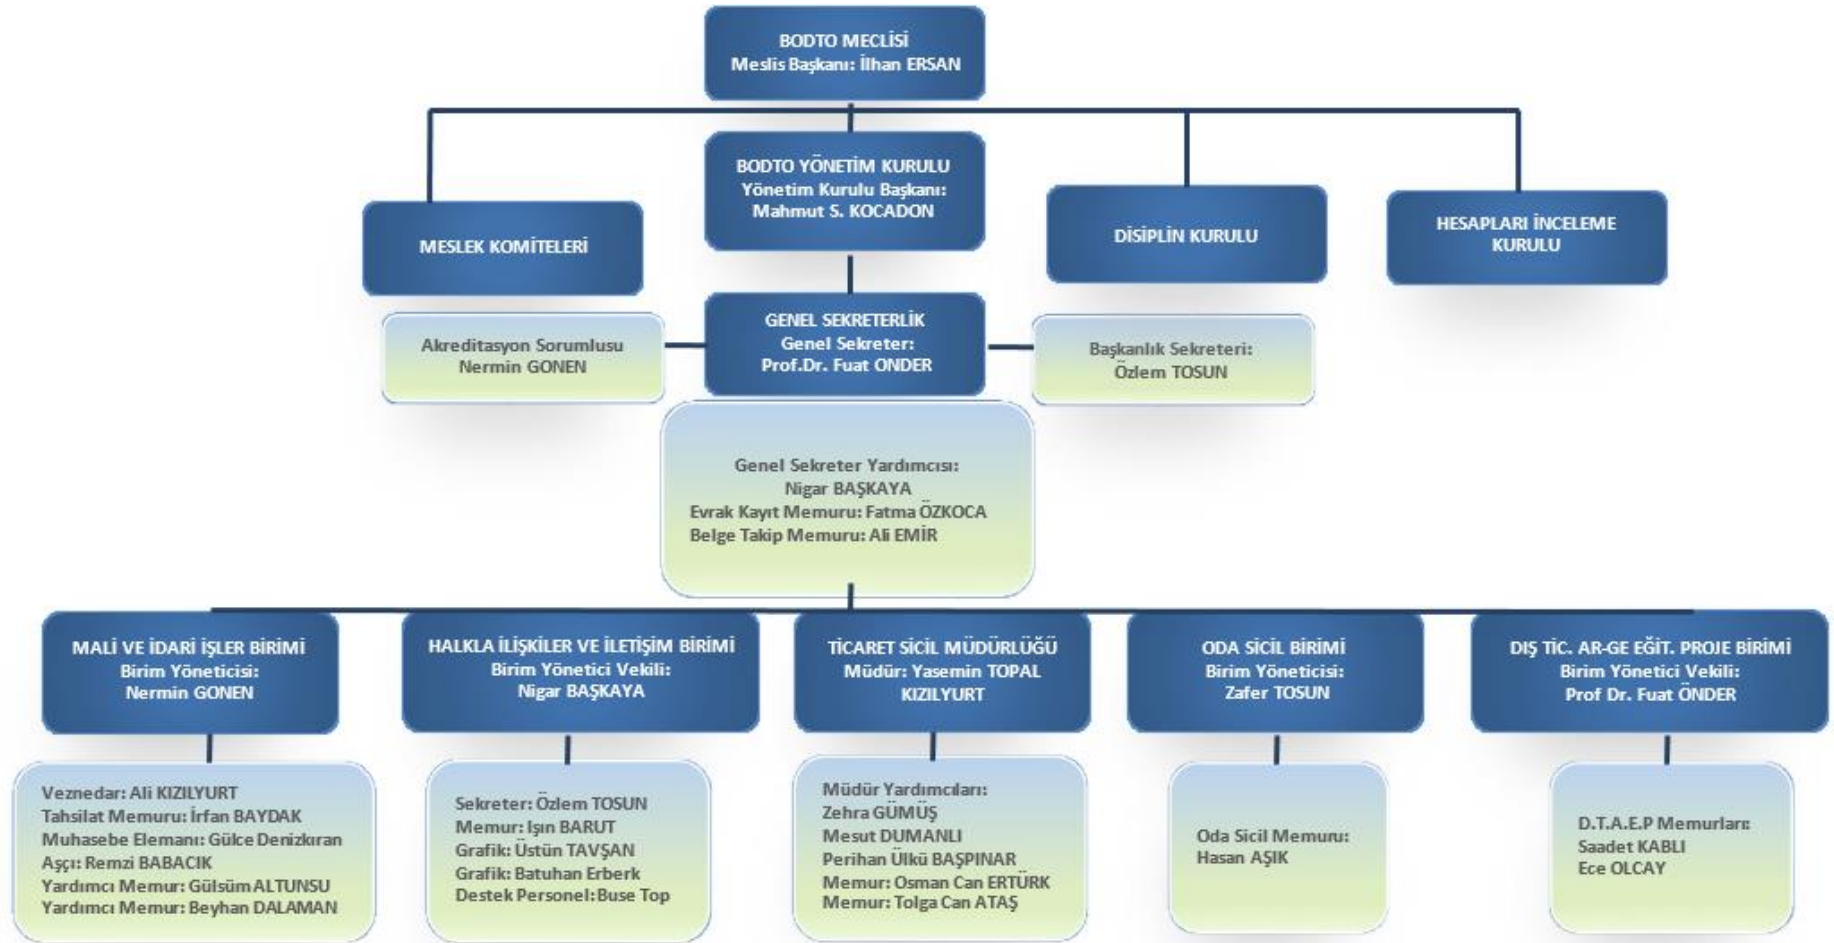 BODTO MECLİSİ
Meslis Başkanı: İlhan ERSAN
BODTO YÖNETİM KURULU
Yönetim Kurulu Başkanı:
Mahmut S. KOCADON
MESLEK KOMİTELERİ
DİSİPLİN KURULU
HESAPLARI İNCELEME
KURULU
GENEL SEKRETERLİK
Genel Sekreter:
Prof.Dr. Fuat ONDER
Akreditasyon Sorumlusu
Nermin GONEN
Başkanlık Sekreteri:
Özlem TOSUN
Genel Sekreter Yardımcısı:
Nigar BAŞKAYA
Evrak Kayıt Memuru: Fatma ÖZKOCA
Belge Takip Memuru: Ali EMİR
MALİ VE İDARİ İŞLER BİRİMİ
Birim Yöneticisi:
Nermin GONEN
HALKLA İLİŞKİLER VE İLETİŞİM BİRİMİ
Birim Yönetici Vekili:
Nigar BAŞKAYA
TİCARET SİCİL MÜDÜRLÜĞÜ
Müdür: Yasemin TOPAL
KIZILYURT
ODA SİCİL BİRİMİ
Birim Yöneticisi:
Zafer TOSUN
DIŞ TİC. AR-GE EĞİT. PROJE BİRİMİ
Birim Yönetici Vekili:
Prof Dr. Fuat ÖNDER
Veznedar: Ali KIZILYURT
Tahsilat Memuru: İrfan BAYDAK
Muhasebe Elemanı: Gülce Denizkıran
Aşçı: Remzi BABACIK
Yardımcı Memur: Gülsüm ALTUNSU
Yardımcı Memur: Beyhan DALAMAN
Sekreter: Özlem TOSUN
Memur: Işın BARUT
Grafik: Üstün TAVŞAN
Grafik: Batuhan Erberk
Destek Personel: Buse Top
Müdür Yardımcıları:
Zehra GÜMÜŞ
Mesut DUMANLI
Perihan Ülkü BAŞPINAR
Memur: Osman Can ERTÜRK
Memur: Tolga Can ATAŞ
Oda Sicil Memuru:
Hasan AŞIK
D.T.A.E.P Memurları:
Saadet KABLI
Ece OLCAY